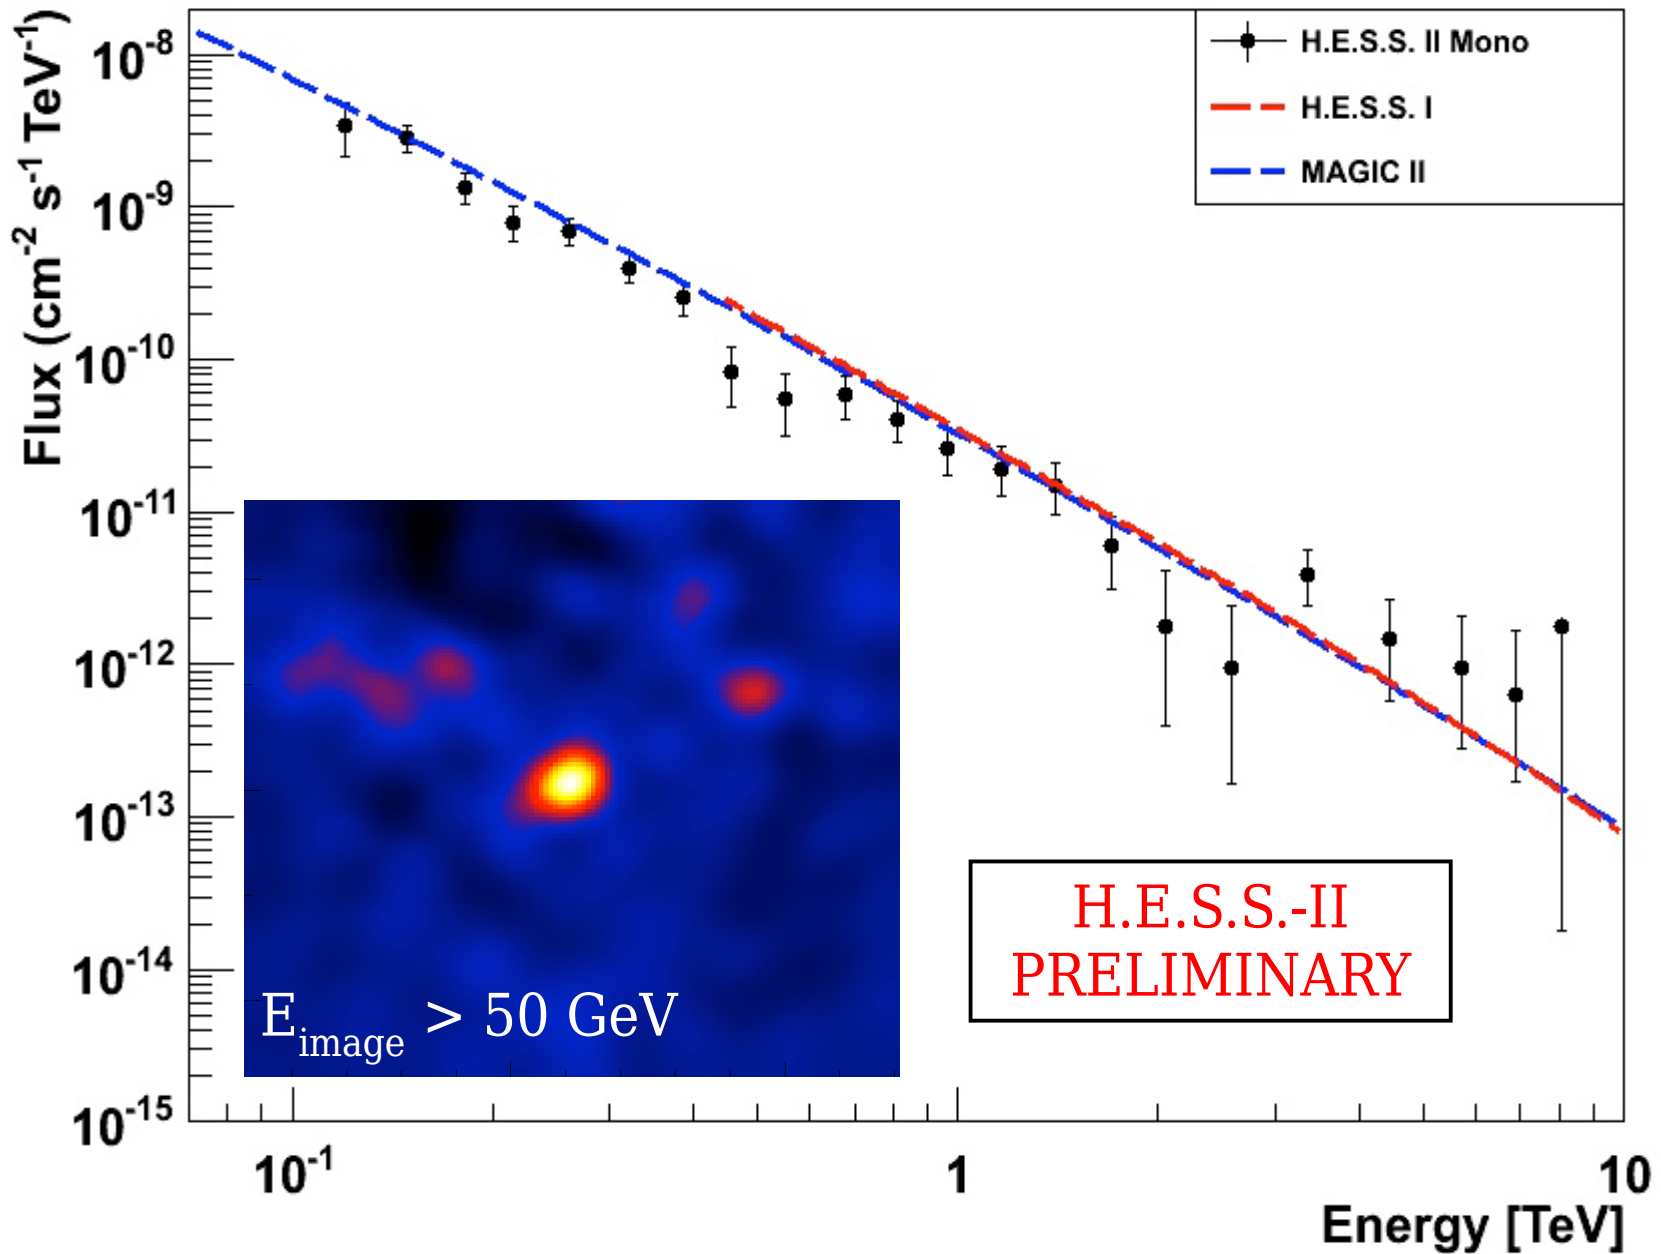 Flux (cm⁻² s⁻¹ TeV⁻¹)
10⁻⁸
10⁻⁹
10⁻¹⁰
10⁻¹¹
10⁻¹²
10⁻¹³
10⁻¹⁴
10⁻¹⁵
H.E.S.S. II Mono
H.E.S.S. I
MAGIC II
E_image > 50 GeV
H.E.S.S.-II
PRELIMINARY
10⁻¹ 1 10
Energy [TeV]